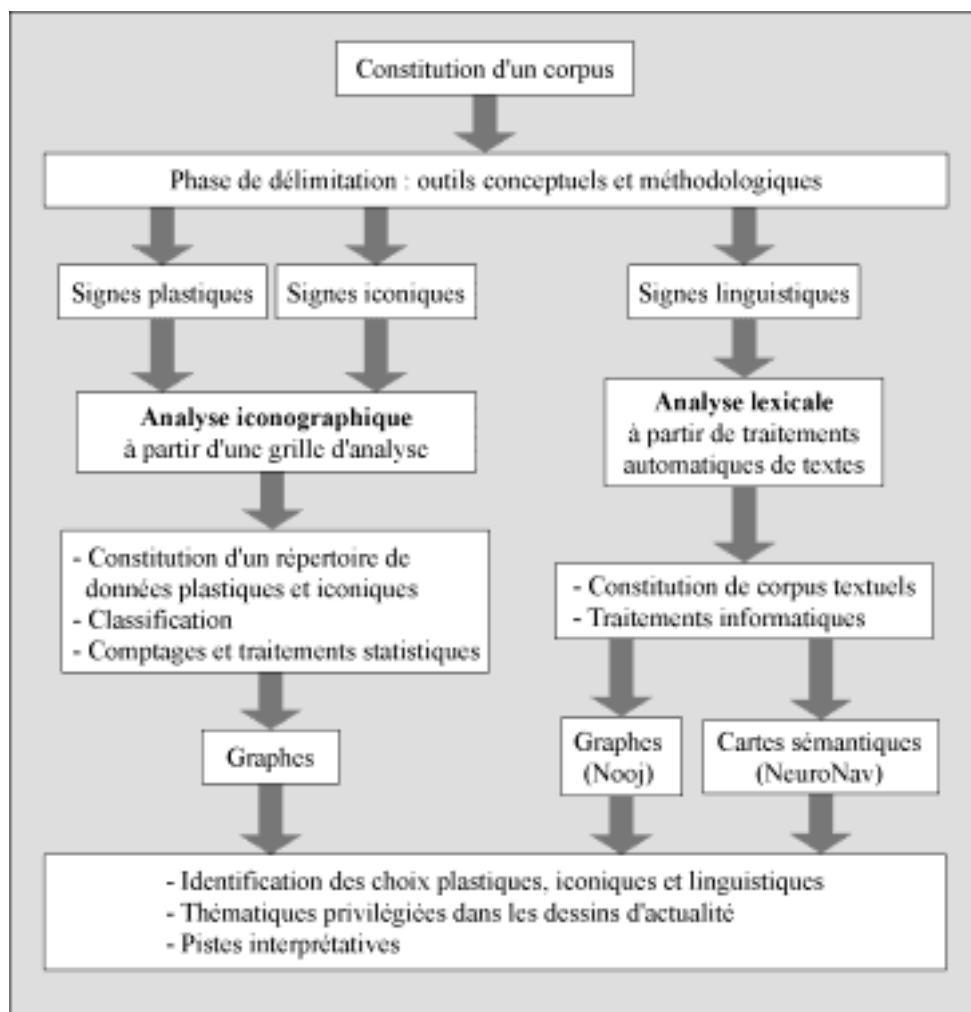 Constitution d'un corpus
Phase de délimitation : outils conceptuels et méthodologiques
Signes plastiques
Signes iconiques
Signes linguistiques
Analyse iconographique
à partir d'une grille d'analyse
Analyse lexicale
à partir de traitements
automatiques de textes
- Constitution d'un répertoire de
données plastiques et iconiques
- Classification
- Comptages et traitements statistiques
- Constitution de corpus textuels
- Traitements informatiques
Graphes
Graphes
(Nooj)
Cartes sémantiques
(NeuroNav)
- Identification des choix plastiques, iconiques et linguistiques
- Thématiques privilégiées dans les dessins d'actualité
- Pistes interprétatives